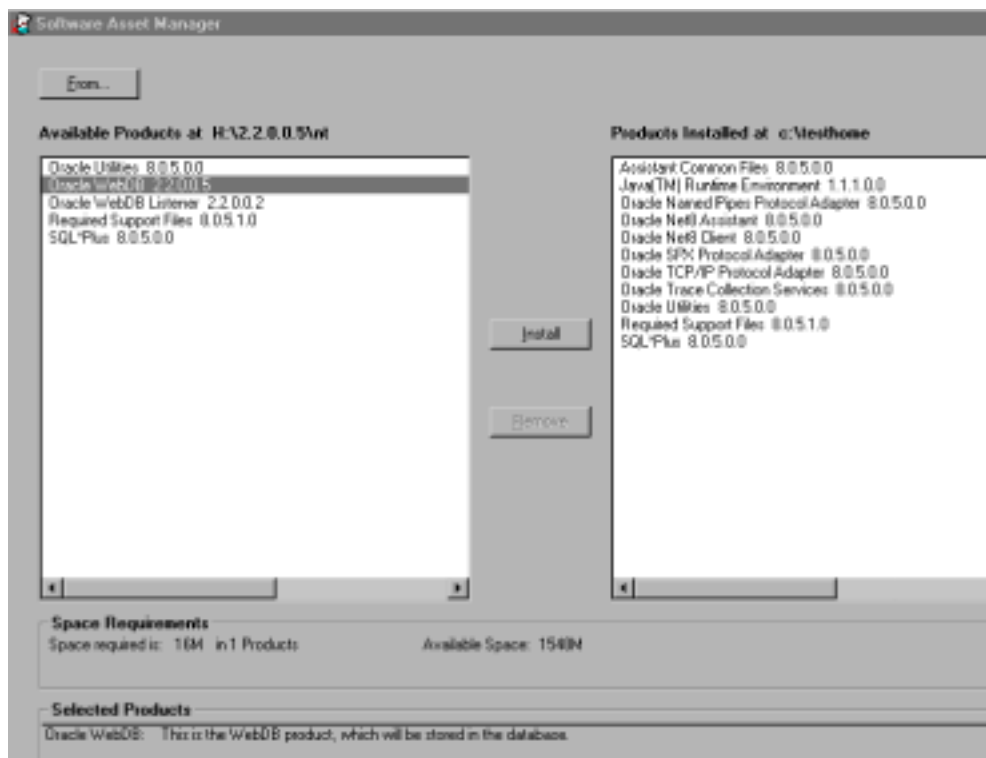 Software Asset Manager
From...
Available Products at H:\2.2.0.0.5\nt
Oracle Utilities 8.0.5.0.0
Oracle WebDB 2.2.0.0.5
Oracle WebDB Listener 2.2.0.0.2
Required Support Files 8.0.5.1.0
SQL*Plus 8.0.5.0.0
Install
Remove
Products Installed at c:\testhome
Assistant Common Files 8.0.5.0.0
Java(TM) Runtime Environment 1.1.1.0.0
Oracle Named Pipes Protocol Adapter 8.0.5.0.0
Oracle Net8 Assistant 8.0.5.0.0
Oracle Net8 Client 8.0.5.0.0
Oracle SPX Protocol Adapter 8.0.5.0.0
Oracle TCP/IP Protocol Adapter 8.0.5.0.0
Oracle Trace Collection Services 8.0.5.0.0
Oracle Utilities 8.0.5.0.0
Required Support Files 8.0.5.1.0
SQL*Plus 8.0.5.0.0
Space Requirements
Space required is: 16M in 1 Products Available Space: 1548M
Selected Products
Oracle WebDB: This is the WebDB product, which will be stored in the database.